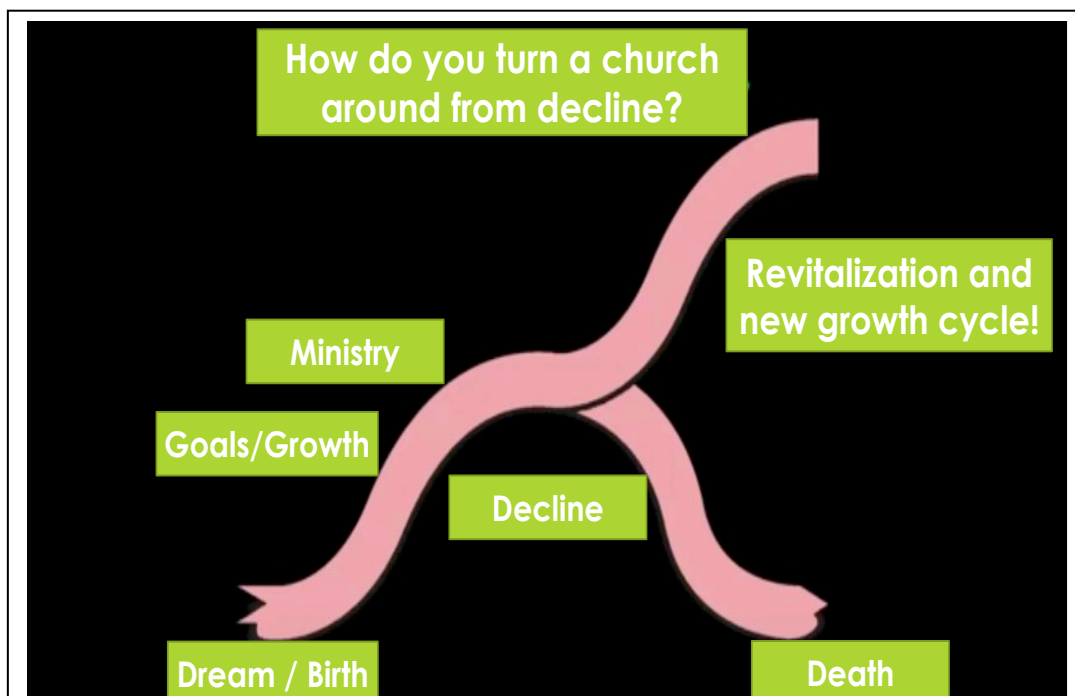 How do you turn a church
around from decline?
Revitalization and
new growth cycle!
Ministry
Goals/Growth
Decline
Dream / Birth
Death